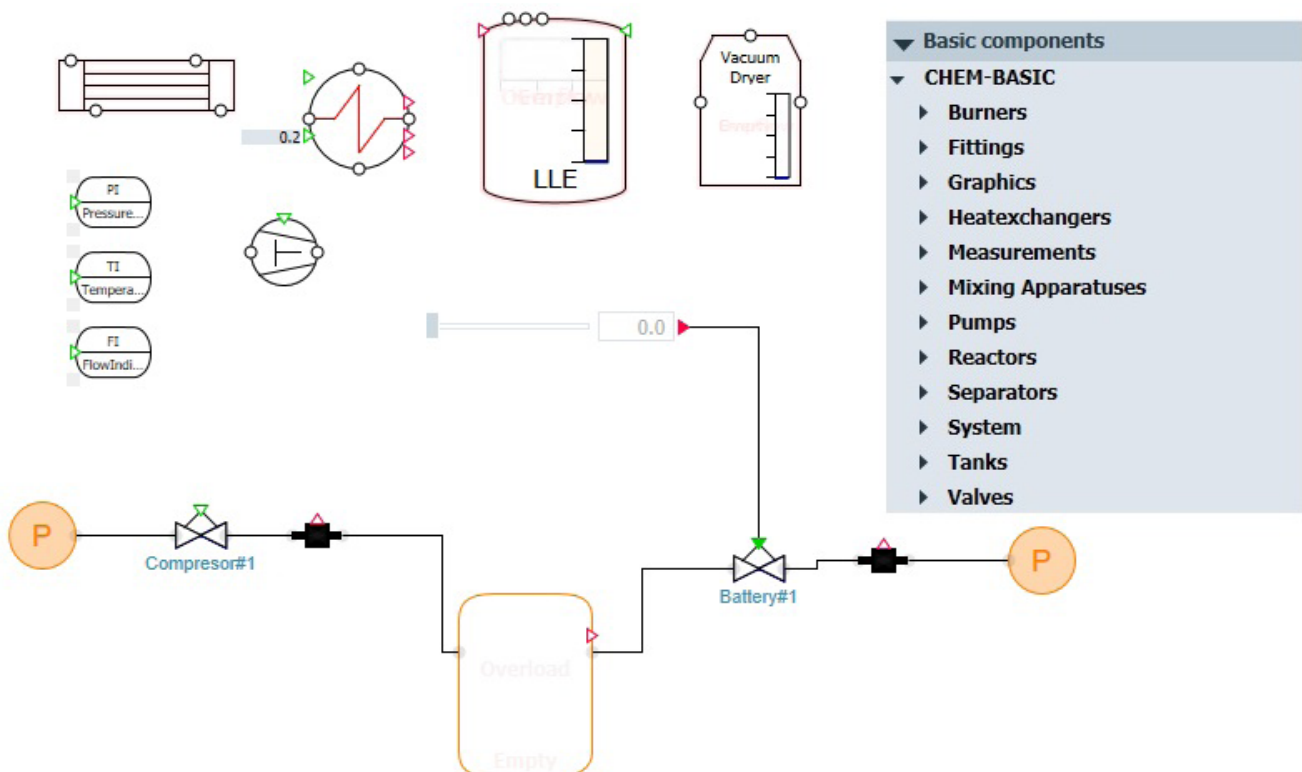 Basic components
CHEM-BASIC
Burners
Fittings
Graphics
Heatexchangers
Measurements
Mixing Apparatuses
Pumps
Reactors
Separators
System
Tanks
Valves
Vacuum
Dryer
Empty
LLE
0.2
PI
Pressure...
TI
Tempera...
FI
FlowIndi...
0.0
P
Compresor#1
Battery#1
P
Overload
Empty